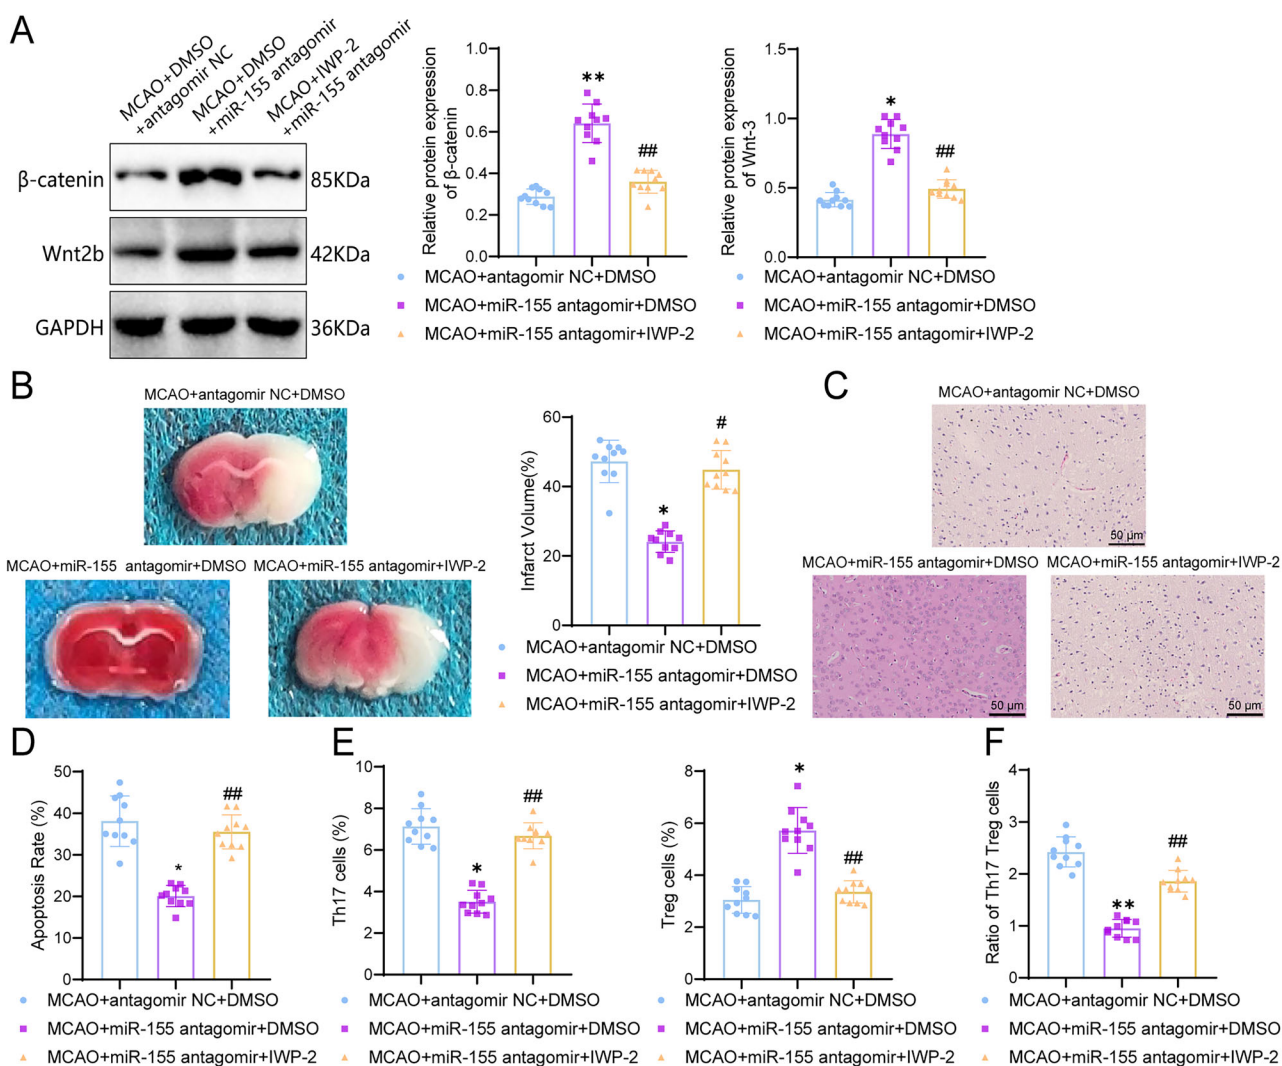 A
MCAO+DMSO
+antagomir NC
MCAO+DMSO
+miR-155 antagomir
MCAO+IWP-2
+miR-155 antagomir
β-catenin
85KDa
Wnt2b
42KDa
GAPDH
36KDa
Relative protein expression
of β-catenin
1.0
0.8
0.6
0.4
0.2
0.0
**
##
MCAO+antagomir NC+DMSO
MCAO+miR-155 antagomir+DMSO
MCAO+miR-155 antagomir+IWP-2
Relative protein expression
of Wnt-3
1.5
1.0
0.5
0.0
*
##
MCAO+antagomir NC+DMSO
MCAO+miR-155 antagomir+DMSO
MCAO+miR-155 antagomir+IWP-2
B
MCAO+antagomir NC+DMSO
MCAO+miR-155 antagomir+DMSO
MCAO+miR-155 antagomir+IWP-2
Infarct Volume(%)
60
40
20
0
*
#
MCAO+antagomir NC+DMSO
MCAO+miR-155 antagomir+DMSO
MCAO+miR-155 antagomir+IWP-2
C
MCAO+antagomir NC+DMSO
50 μm
MCAO+miR-155 antagomir+DMSO
50 μm
MCAO+miR-155 antagomir+IWP-2
50 μm
D
Apoptosis Rate (%)
50
40
30
20
10
0
*
##
MCAO+antagomir NC+DMSO
MCAO+miR-155 antagomir+DMSO
MCAO+miR-155 antagomir+IWP-2
E
Th17 cells (%)
10
8
6
4
2
0
*
##
MCAO+antagomir NC+DMSO
MCAO+miR-155 antagomir+DMSO
MCAO+miR-155 antagomir+IWP-2
Treg cells (%)
8
6
4
2
0
*
##
MCAO+antagomir NC+DMSO
MCAO+miR-155 antagomir+DMSO
MCAO+miR-155 antagomir+IWP-2
F
Ratio of Th17 Treg cells
4
3
2
1
0
**
##
MCAO+antagomir NC+DMSO
MCAO+miR-155 antagomir+DMSO
MCAO+miR-155 antagomir+IWP-2